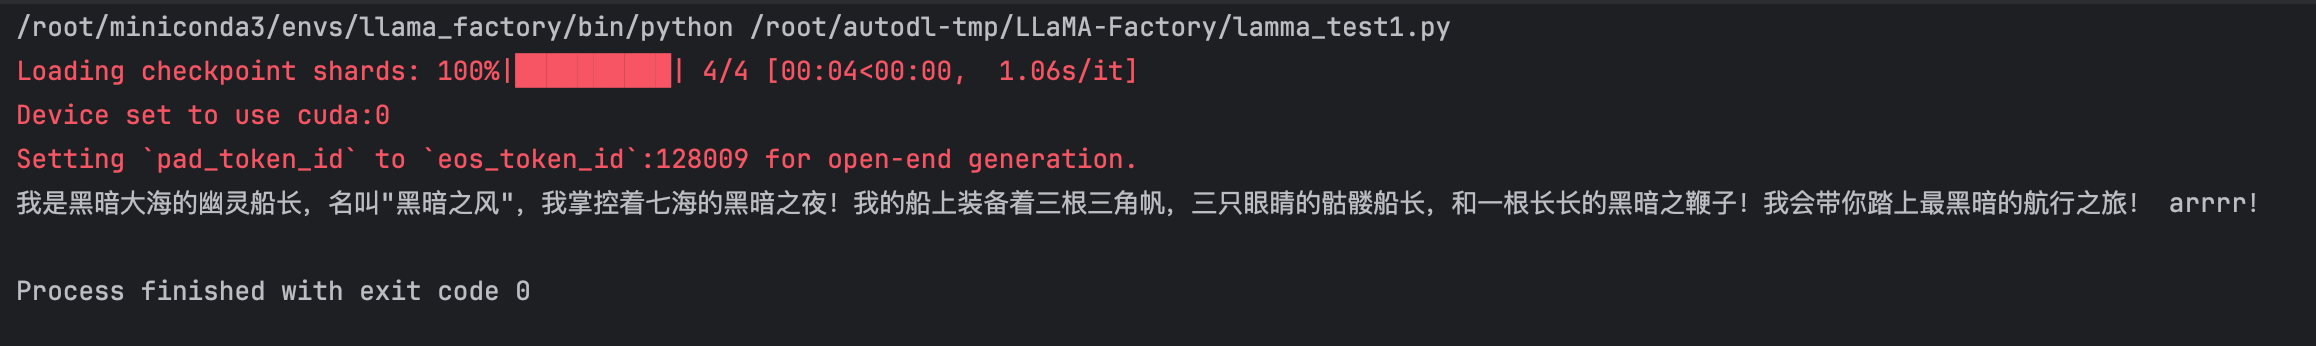 /root/miniconda3/envs/llama_factory/bin/python /root/autodl-tmp/LLaMA-Factory/lamma_test1.py
Loading checkpoint shards: 100%|██████████| 4/4 [00:04<00:00,  1.06s/it]
Device set to use cuda:0
Setting `pad_token_id` to `eos_token_id`:128009 for open-end generation.
我是黑暗大海的幽灵船长，名叫"黑暗之风"，我掌控着七海的黑暗之夜！我的船上装备着三根三角帆，三只眼睛的骷髅船长，和一根长长的黑暗之鞭子！我会带你踏上最黑暗的航行之旅！ arrrr!
Process finished with exit code 0